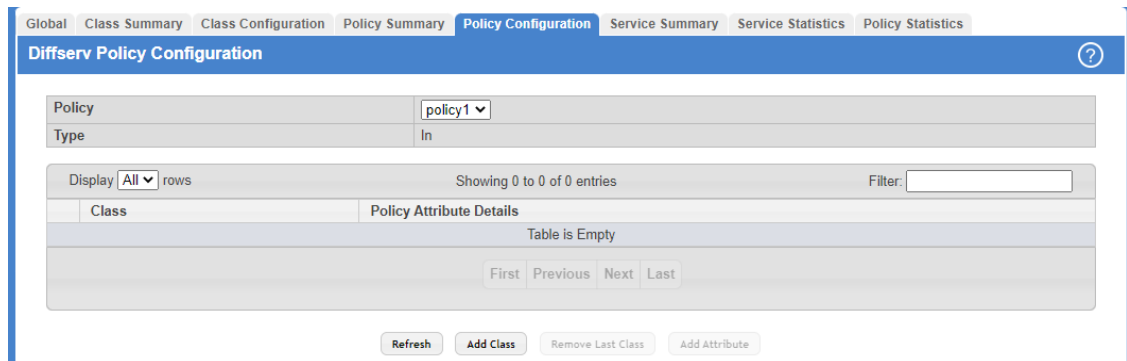 Global Class Summary Class Configuration Policy Summary Policy Configuration Service Summary Service Statistics Policy Statistics
Diffserv Policy Configuration ?
Policy policy1
Type In
Display All rows Showing 0 to 0 of 0 entries Filter:
Class Policy Attribute Details
Table is Empty
First Previous Next Last
Refresh Add Class Remove Last Class Add Attribute